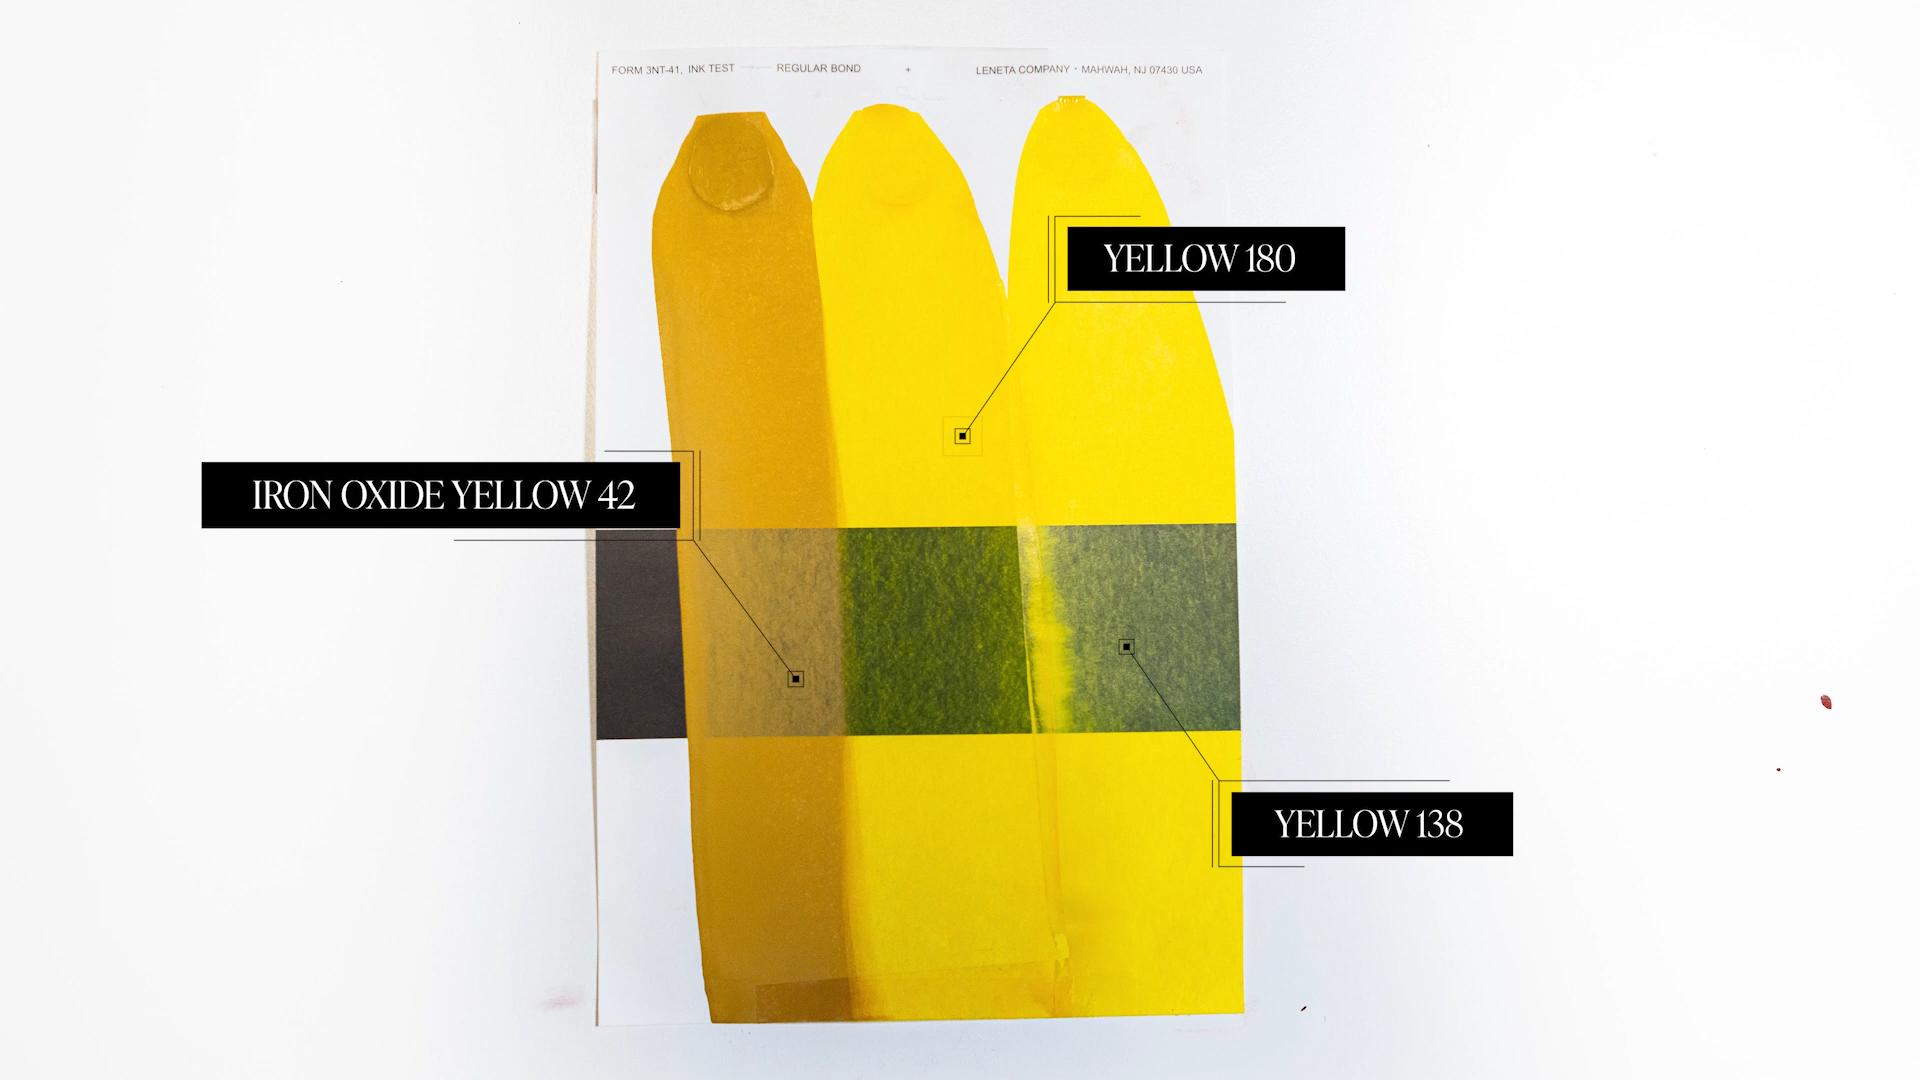 FORM 3NT-41, INK TEST REGULAR BOND + LENETA COMPANY · MAHWAH, NJ 07430 USA
YELLOW 180
IRON OXIDE YELLOW 42
YELLOW 138